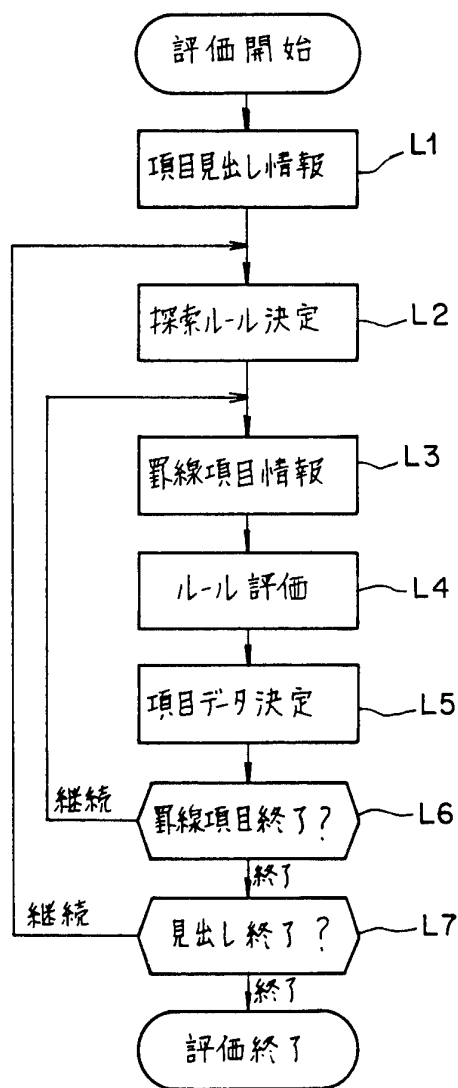 評価開始
項目見出し情報
L1
探索ルール決定
L2
罫線項目情報
L3
ルール評価
L4
項目データ決定
L5
継続
罫線項目終了?
L6
終了
継続
見出し終了?
L7
終了
評価終了